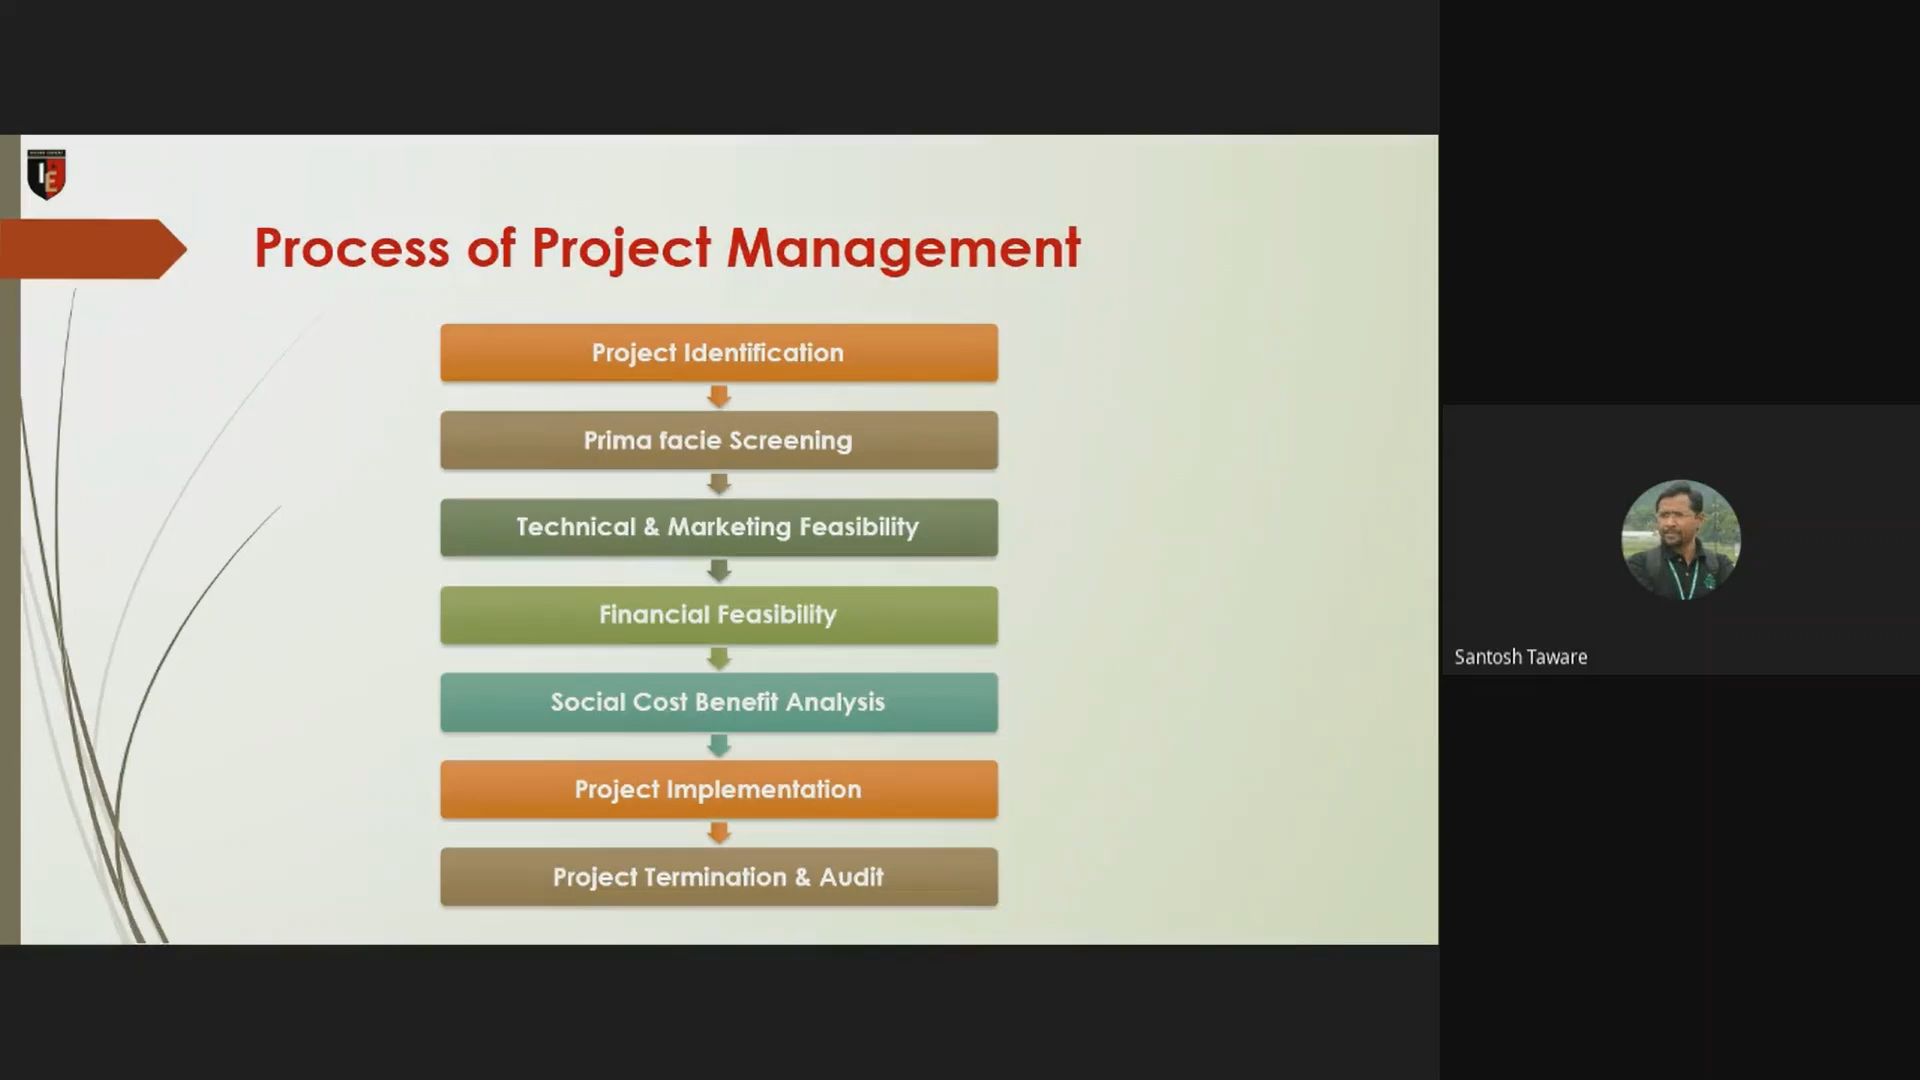 IE
Process of Project Management
Project Identification
Prima facie Screening
Technical & Marketing Feasibility
Financial Feasibility
Social Cost Benefit Analysis
Project Implementation
Project Termination & Audit
Santosh Taware